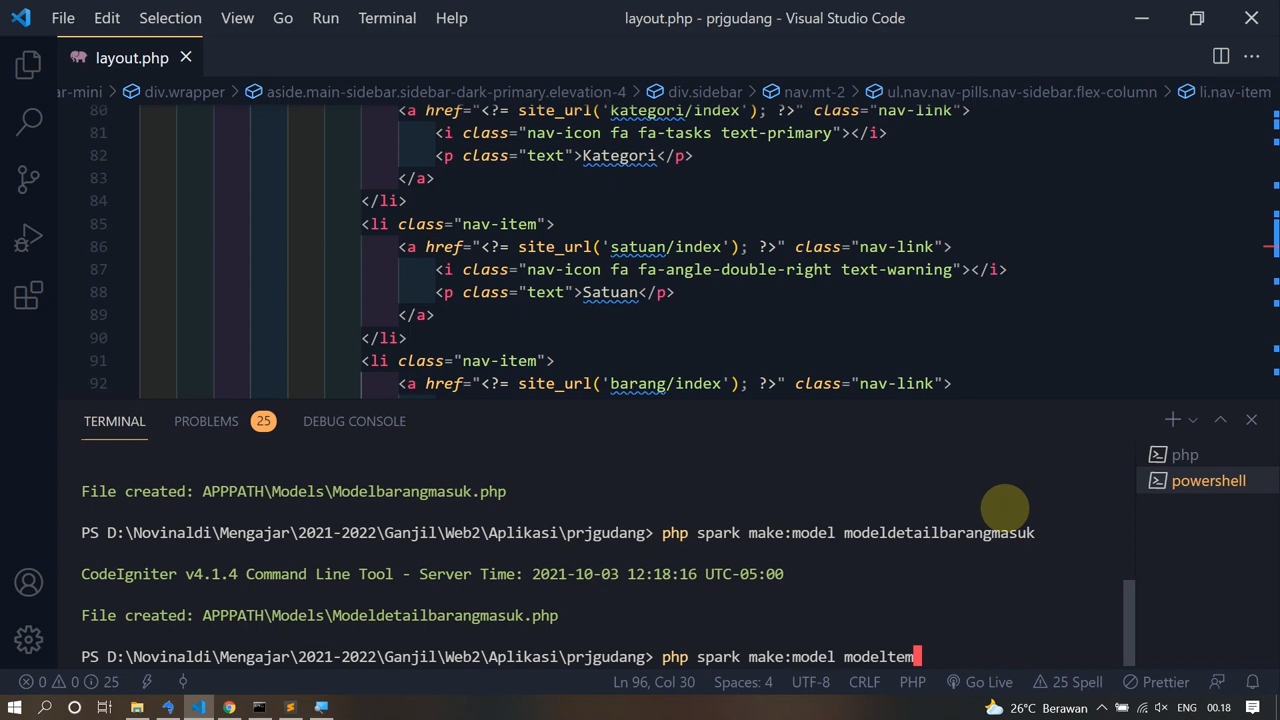 File Edit Selection View Go Run Terminal Help layout.php - prjgudang - Visual Studio Code
layout.php
ar-mini > div.wrapper > aside.main-sidebar.sidebar-dark-primary.elevation-4 > div.sidebar > nav.mt-2 > ul.nav.nav-pills.nav-sidebar.flex-column > li.nav-item
80 <a href="<?= site_url('kategori/index'); ?>" class="nav-link">
81 <i class="nav-icon fa fa-tasks text-primary"></i>
82 <p class="text">Kategori</p>
83 </a>
84 </li>
85 <li class="nav-item">
86 <a href="<?= site_url('satuan/index'); ?>" class="nav-link">
87 <i class="nav-icon fa fa-angle-double-right text-warning"></i>
88 <p class="text">Satuan</p>
89 </a>
90 </li>
91 <li class="nav-item">
92 <a href="<?= site_url('barang/index'); ?>" class="nav-link">
TERMINAL PROBLEMS 25 DEBUG CONSOLE
php
powershell
File created: APPPATH\Models\Modelbarangmasuk.php
PS D:\Novinaldi\Mengajar\2021-2022\Ganjil\Web2\Aplikasi\prjgudang> php spark make:model modeldetailbarangmasuk
CodeIgniter v4.1.4 Command Line Tool - Server Time: 2021-10-03 12:18:16 UTC-05:00
File created: APPPATH\Models\Modeldetailbarangmasuk.php
PS D:\Novinaldi\Mengajar\2021-2022\Ganjil\Web2\Aplikasi\prjgudang> php spark make:model modeltem
0 0 25 Ln 96, Col 30 Spaces: 4 UTF-8 CRLF PHP Go Live 25 Spell Prettier
26°C Berawan ENG 00.18